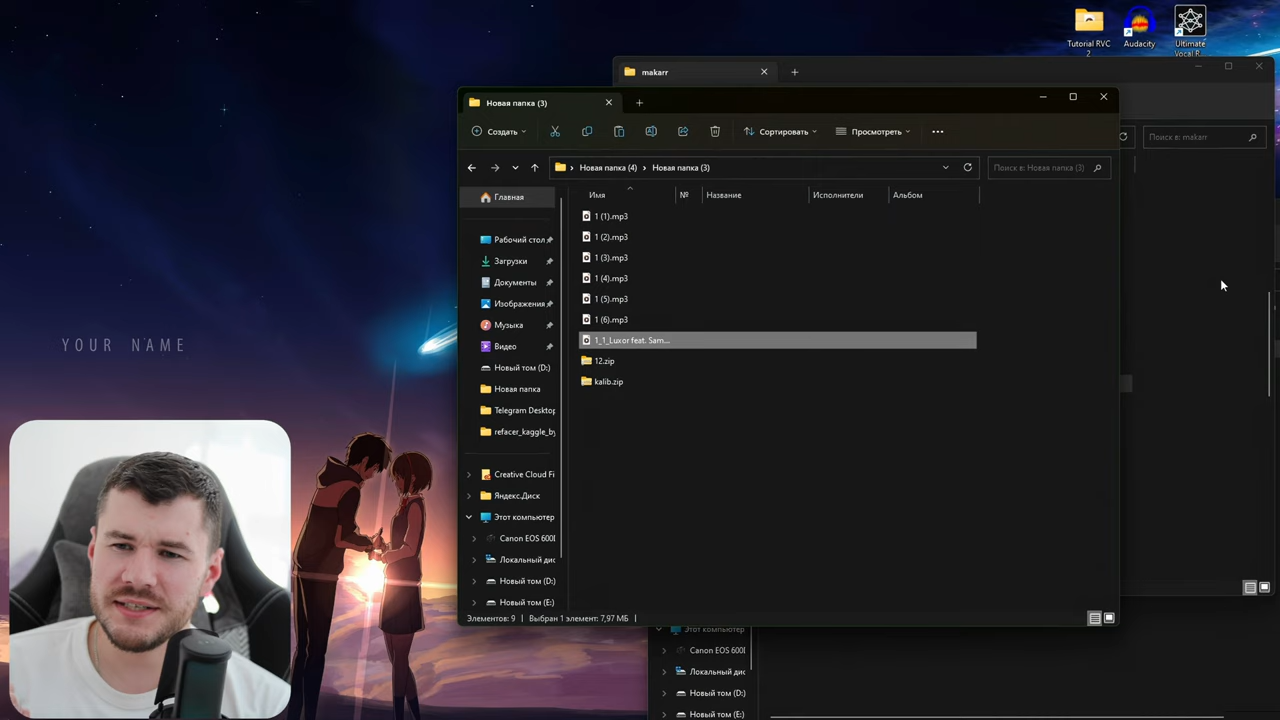 Tutorial RVC
2
Audacity
Ultimate
Vocal R...
makarr
Поиск в: makarr
Новая папка (3)
Создать
Сортировать
Просмотреть
Новая папка (4)
Новая папка (3)
Поиск в: Новая папка (3)
Имя
№
Название
Исполнители
Альбом
Главная
Рабочий стол
Загрузки
Документы
Изображения
Музыка
Видео
Новый том (D:)
Новая папка
Telegram Desktop
refacer_kaggle_by
Creative Cloud Fi
Яндекс.Диск
Этот компьютер
Canon EOS 600D
Локальный дис
Новый том (D:)
Новый том (E:)
1 (1).mp3
1 (2).mp3
1 (3).mp3
1 (4).mp3
1 (5).mp3
1 (6).mp3
1_1_Luxor feat. Sam...
12.zip
kalib.zip
Элементов: 9
Выбран 1 элемент: 7,97 МБ
YOUR NAME
Этот компьютер
Canon EOS 600D
Локальный дис
Новый том (D:)
Новый том (E:)